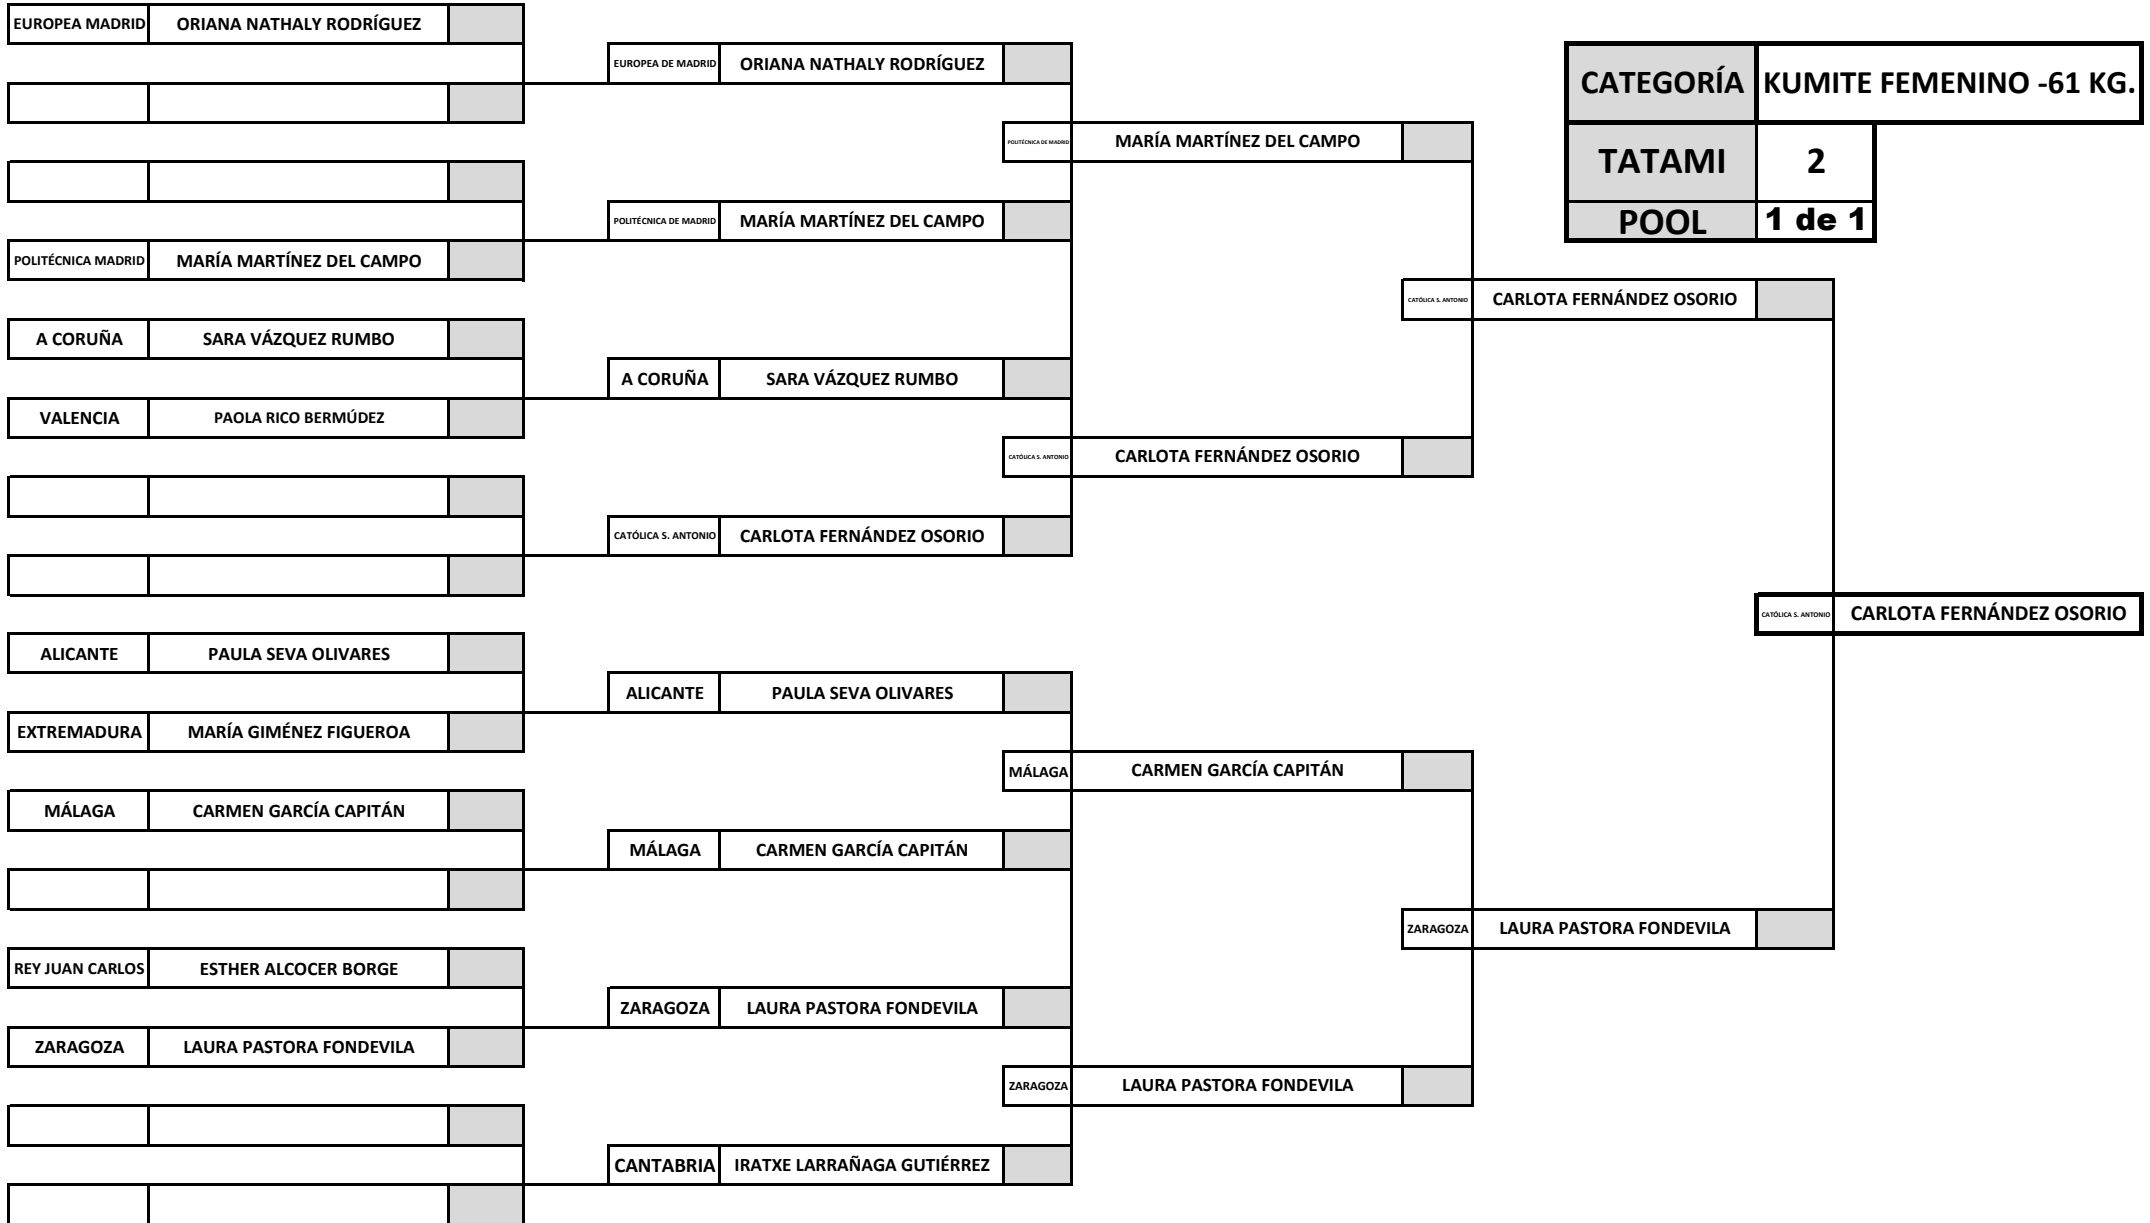 EUROPEA MADRID ORIANA NATHALY RODRÍGUEZ
EUROPEA DE MADRID ORIANA NATHALY RODRÍGUEZ
CATEGORÍA KUMITE FEMENINO -61 KG.
POLITÉCNICA DE MADRID MARÍA MARTÍNEZ DEL CAMPO
TATAMI 2
POLITÉCNICA DE MADRID MARÍA MARTÍNEZ DEL CAMPO
POOL 1 de 1
POLITÉCNICA MADRID MARÍA MARTÍNEZ DEL CAMPO
CATÓLICA S. ANTONIO CARLOTA FERNÁNDEZ OSORIO
A CORUÑA SARA VÁZQUEZ RUMBO
A CORUÑA SARA VÁZQUEZ RUMBO
VALENCIA PAOLA RICO BERMÚDEZ
CATÓLICA S. ANTONIO CARLOTA FERNÁNDEZ OSORIO
CATÓLICA S. ANTONIO CARLOTA FERNÁNDEZ OSORIO
CATÓLICA S. ANTONIO CARLOTA FERNÁNDEZ OSORIO
ALICANTE PAULA SEVA OLIVARES
ALICANTE PAULA SEVA OLIVARES
EXTREMADURA MARÍA GIMÉNEZ FIGUEROA
MÁLAGA CARMEN GARCÍA CAPITÁN
MÁLAGA CARMEN GARCÍA CAPITÁN
MÁLAGA CARMEN GARCÍA CAPITÁN
ZARAGOZA LAURA PASTORA FONDEVILA
REY JUAN CARLOS ESTHER ALCOCER BORGE
ZARAGOZA LAURA PASTORA FONDEVILA
ZARAGOZA LAURA PASTORA FONDEVILA
ZARAGOZA LAURA PASTORA FONDEVILA
CANTABRIA IRATXE LARRAÑAGA GUTIÉRREZ